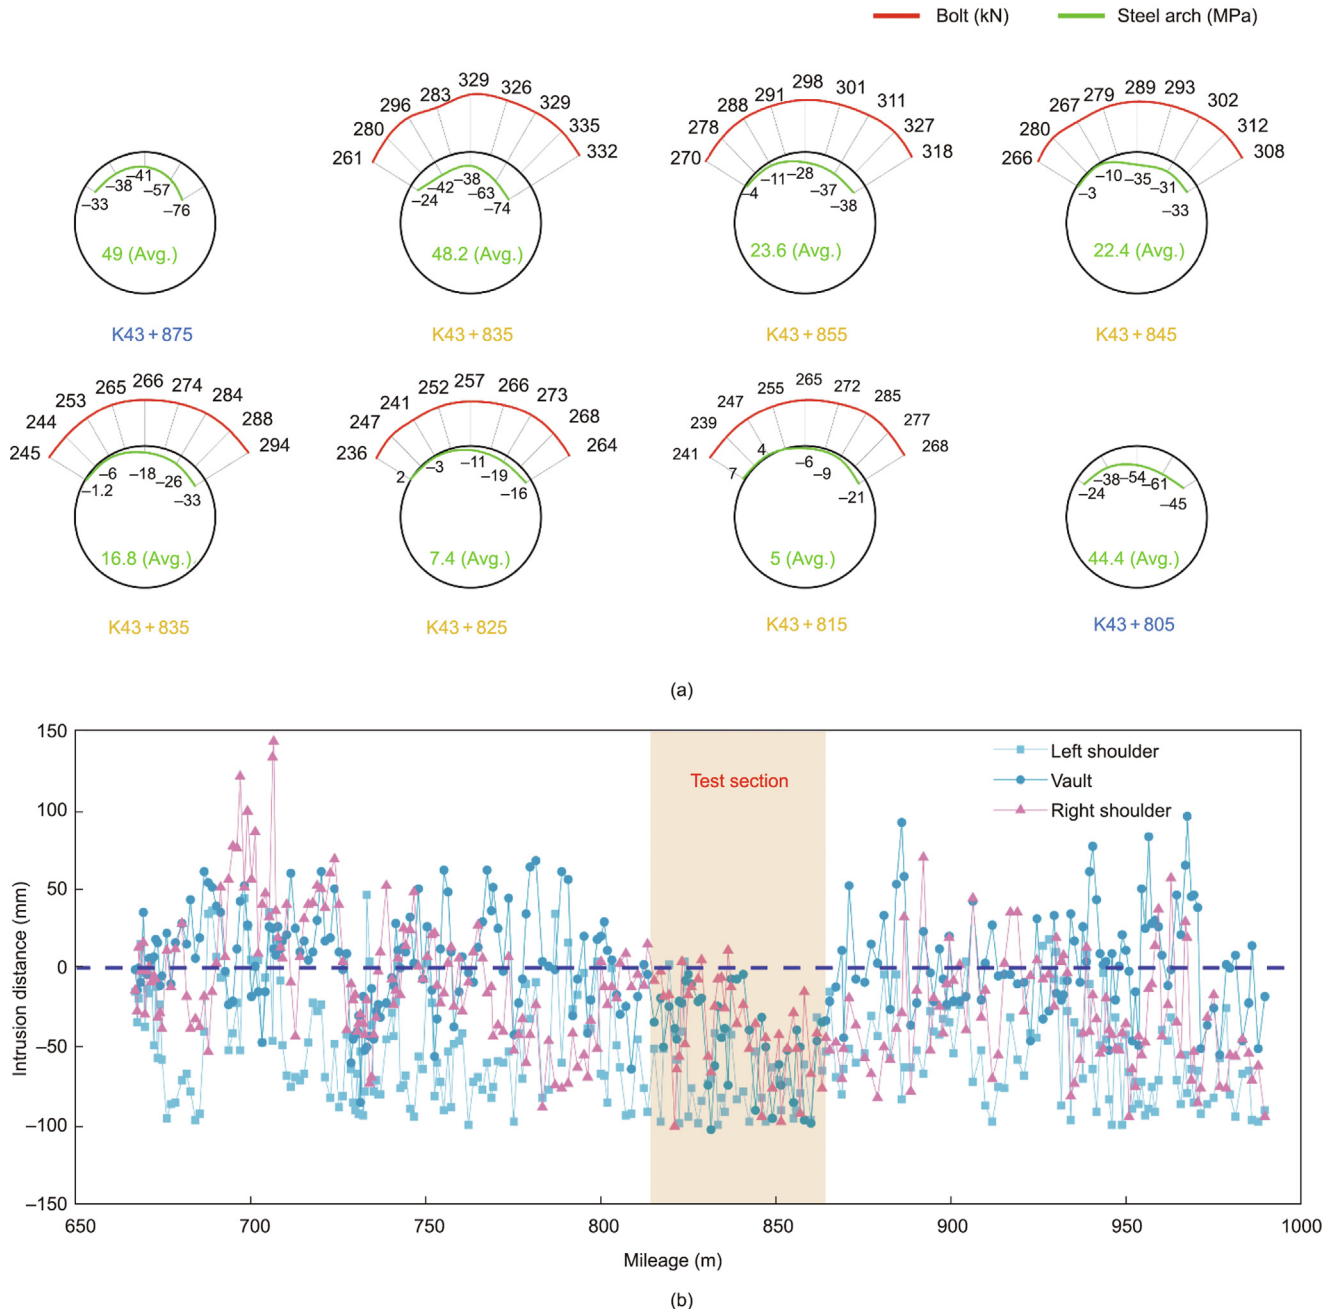 Bolt (kN) Steel arch (MPa)
329
283 326
296 329
280 335
261 332
–24 –42 –38 –63 –74
48.2 (Avg.)
K43 + 835
298
291 301
288 311
278 327
270 318
–4 –11 –28 –37 –38
23.6 (Avg.)
K43 + 855
289
279 293
267 302
280 312
266 308
–3 –10 –35 –31 –33
22.4 (Avg.)
K43 + 845
–33 –38 –41 –57 –76
49 (Avg.)
K43 + 875
266
265 274
253 284
244 288
245 294
–1.2 –6 –18 –26 –33
16.8 (Avg.)
K43 + 835
257
252 266
241 273
247 268
236 264
2 –3 –11 –19 –16
7.4 (Avg.)
K43 + 825
265
255 272
247 285
239 277
241 268
7 4 –6 –9 –21
5 (Avg.)
K43 + 815
–24 –38 –54 –61 –45
44.4 (Avg.)
K43 + 805
(a)
150
100
50
0
–50
–100
–150
Intrusion distance (mm)
Test section
Left shoulder
Vault
Right shoulder
650 700 750 800 850 900 950 1000
Mileage (m)
(b)